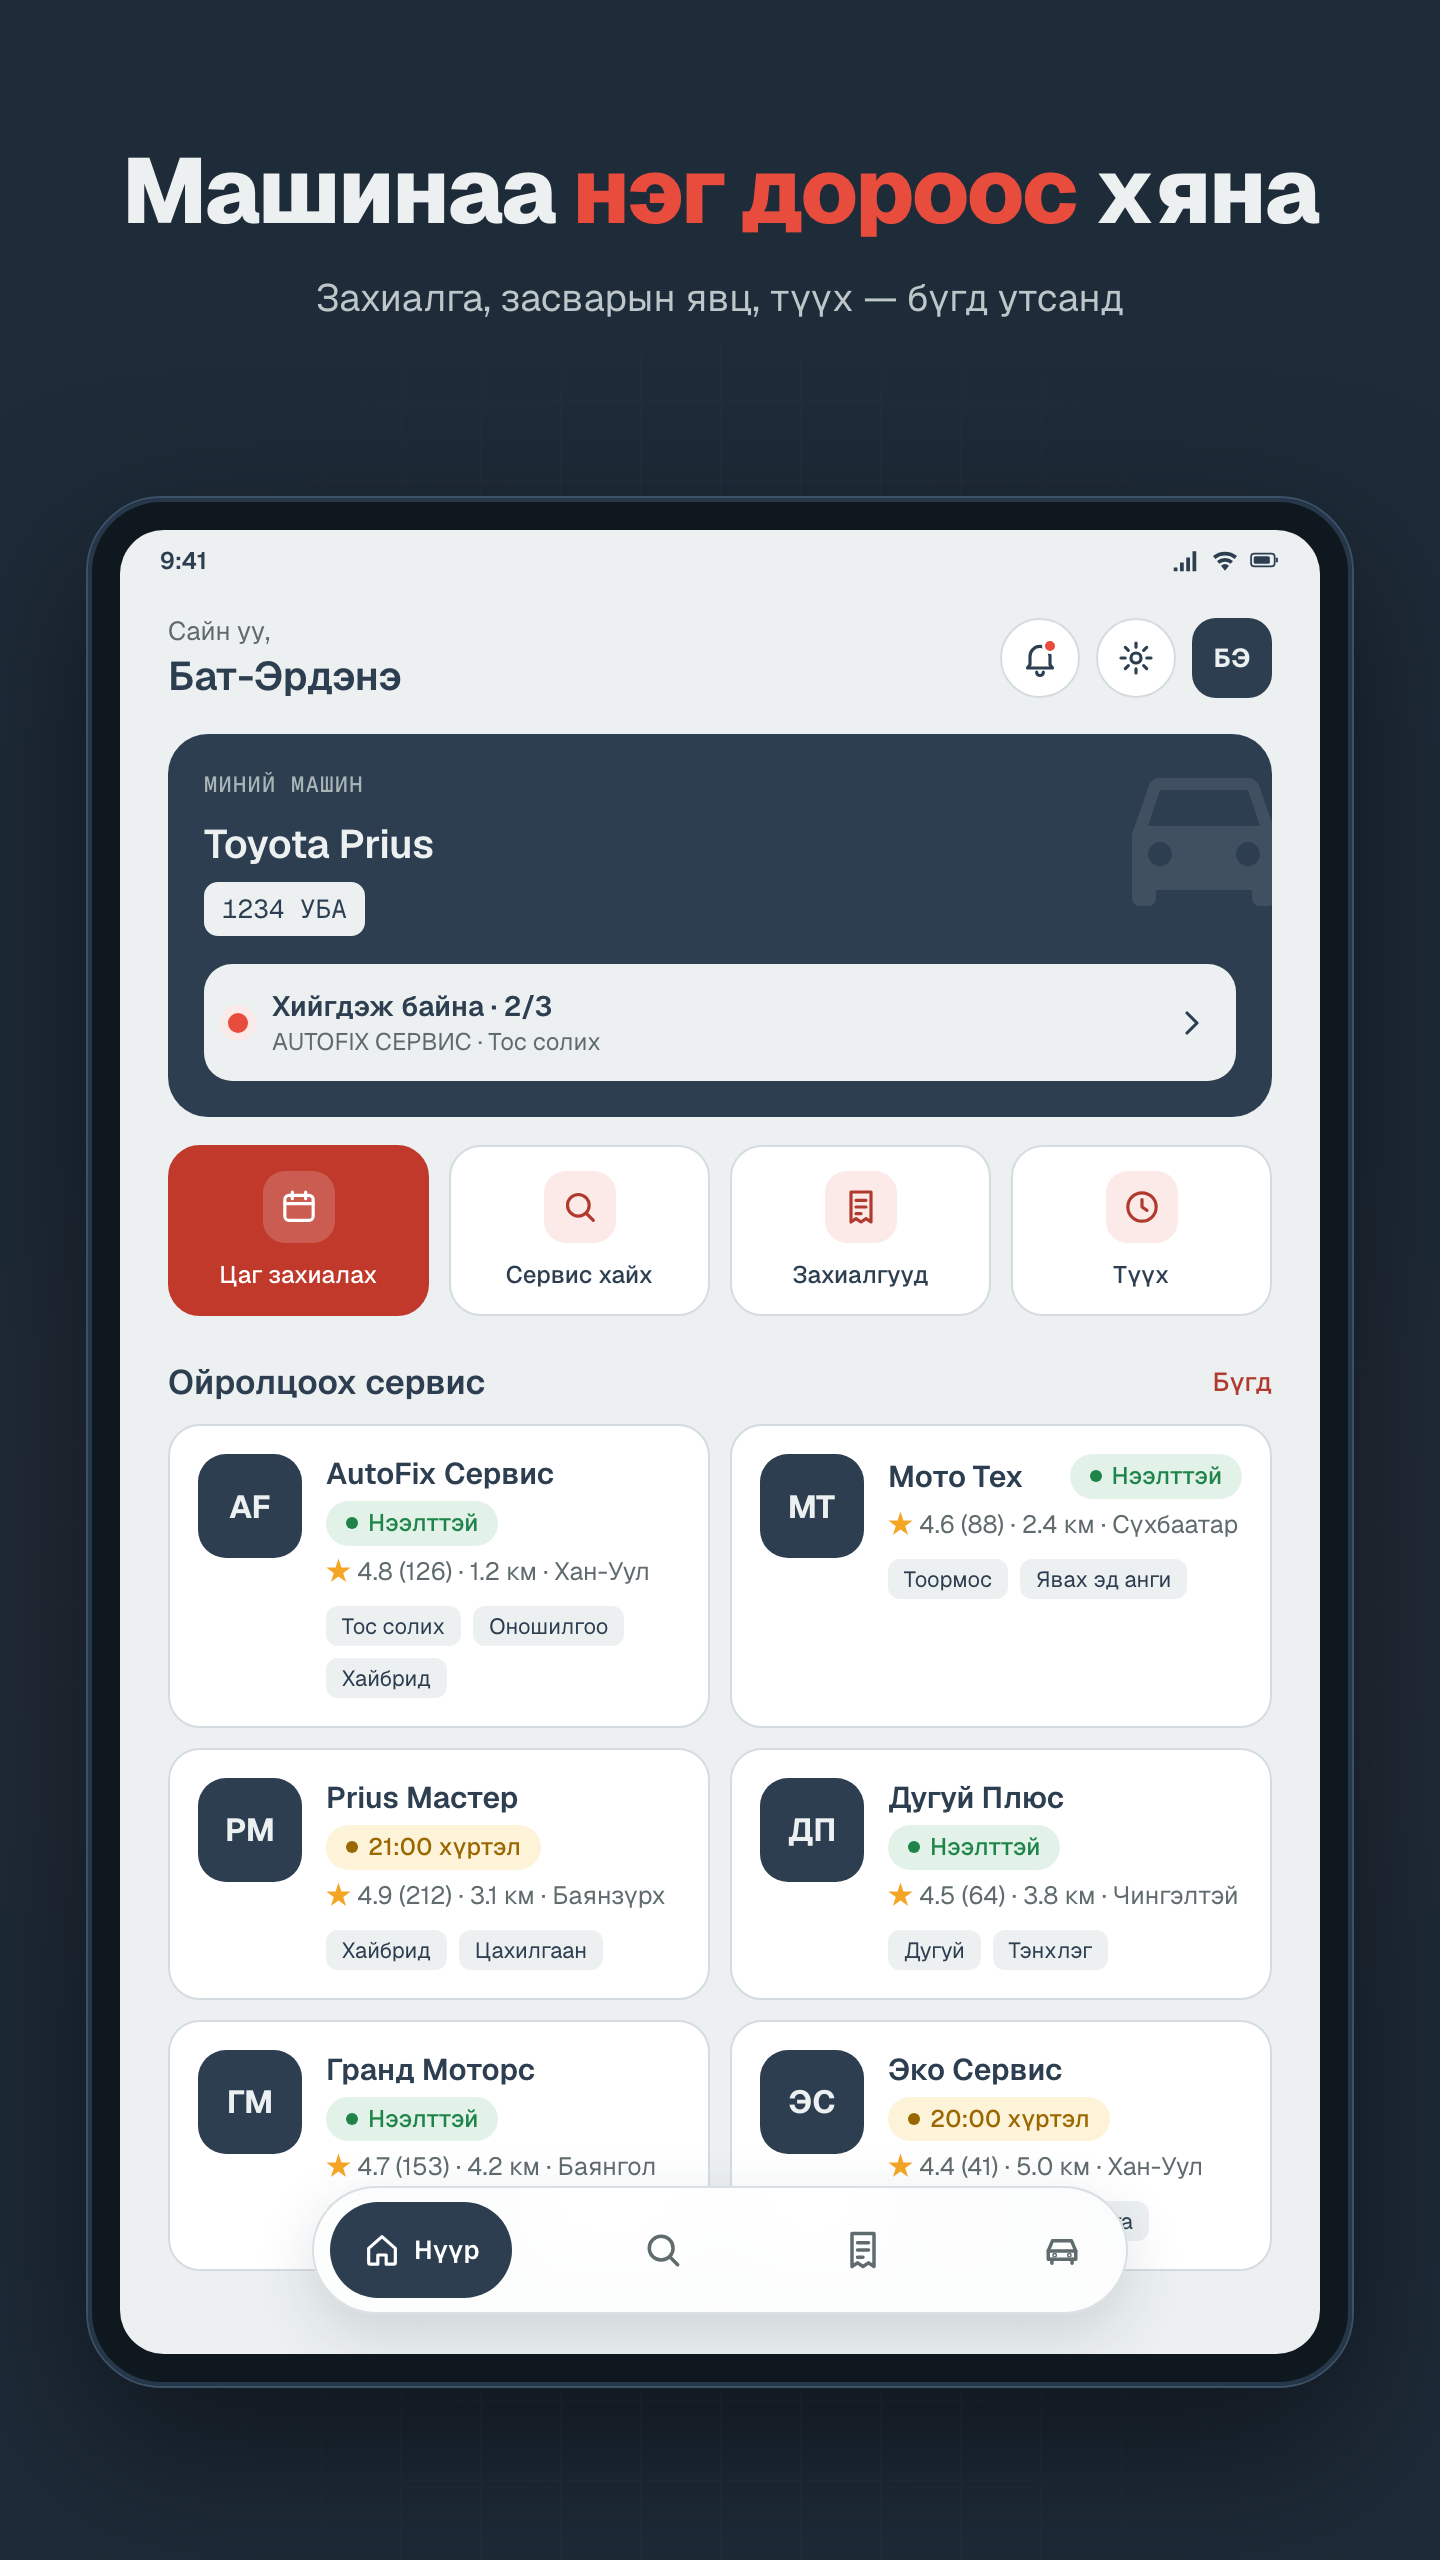 Машинаа нэг дороос хяна
Захиалга, засварын явц, түүх — бүгд утсанд
9:41
Сайн уу,
Бат-Эрдэнэ
БЭ
МИНИЙ МАШИН
Toyota Prius
1234 УБА
Хийгдэж байна · 2/3
AUTOFIX СЕРВИС · Тос солих
Цаг захиалах
Сервис хайх
Захиалгууд
Түүх
Ойролцоох сервис
Бүгд
AF
AutoFix Сервис
Нээлттэй
★ 4.8 (126) · 1.2 км · Хан-Уул
Тос солих
Оношилгоо
Хайбрид
МТ
Мото Тех
Нээлттэй
★ 4.6 (88) · 2.4 км · Сүхбаатар
Тоормос
Явах эд анги
PM
Prius Мастер
21:00 хүртэл
★ 4.9 (212) · 3.1 км · Баянзүрх
Хайбрид
Цахилгаан
ДП
Дугуй Плюс
Нээлттэй
★ 4.5 (64) · 3.8 км · Чингэлтэй
Дугуй
Тэнхлэг
ГМ
Гранд Моторс
Нээлттэй
★ 4.7 (153) · 4.2 км · Баянгол
ЭС
Эко Сервис
20:00 хүртэл
★ 4.4 (41) · 5.0 км · Хан-Уул
Нүүр